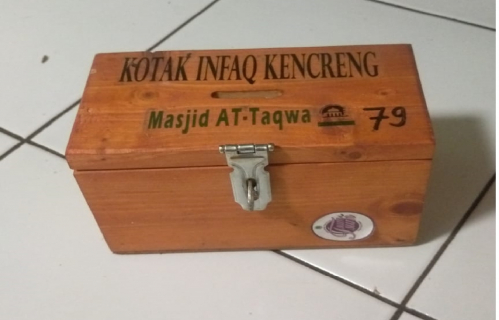 KOTAK INFAQ KENCRENG
Masjid AT-Taqwa 79